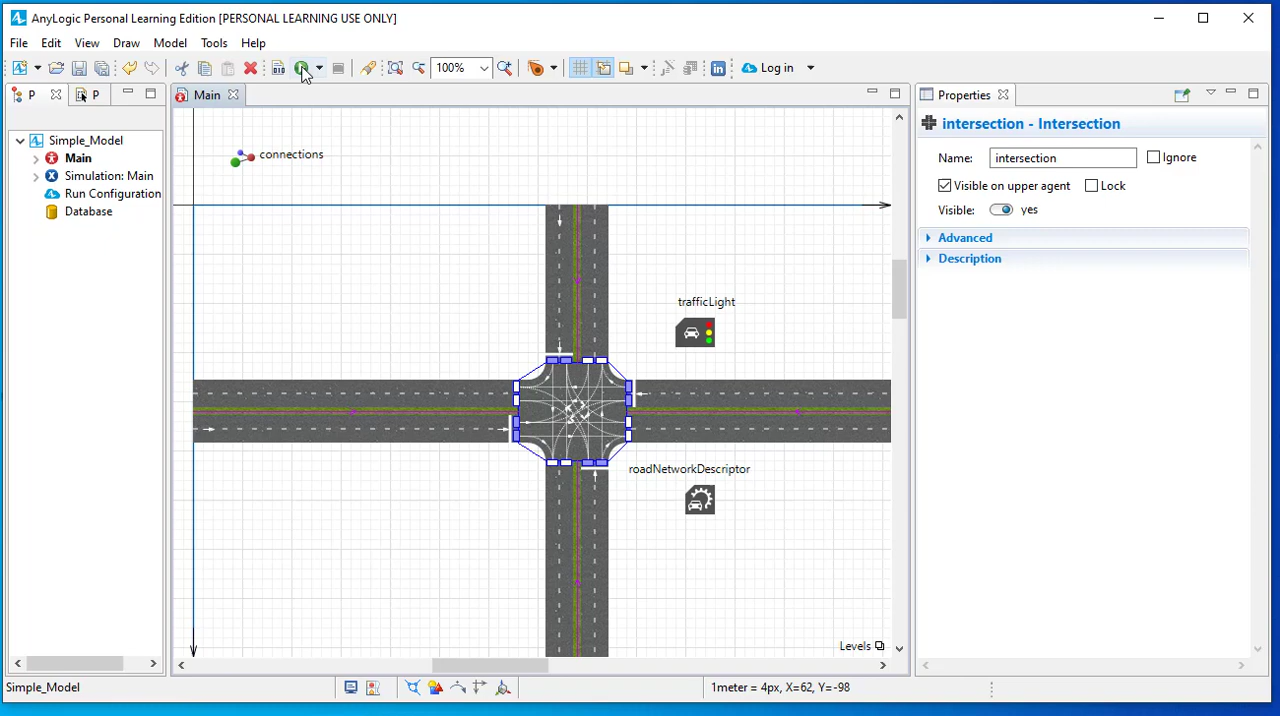 AnyLogic Personal Learning Edition [PERSONAL LEARNING USE ONLY]
File Edit View Draw Model Tools Help
010 100% in Log in
P P Main Properties
Simple_Model
Main
Simulation: Main
Run Configuration
Database
connections
trafficLight
roadNetworkDescriptor
Levels
intersection - Intersection
Name: intersection Ignore
Visible on upper agent Lock
Visible: yes
Advanced
Description
Simple_Model 1meter = 4px, X=62, Y=-98